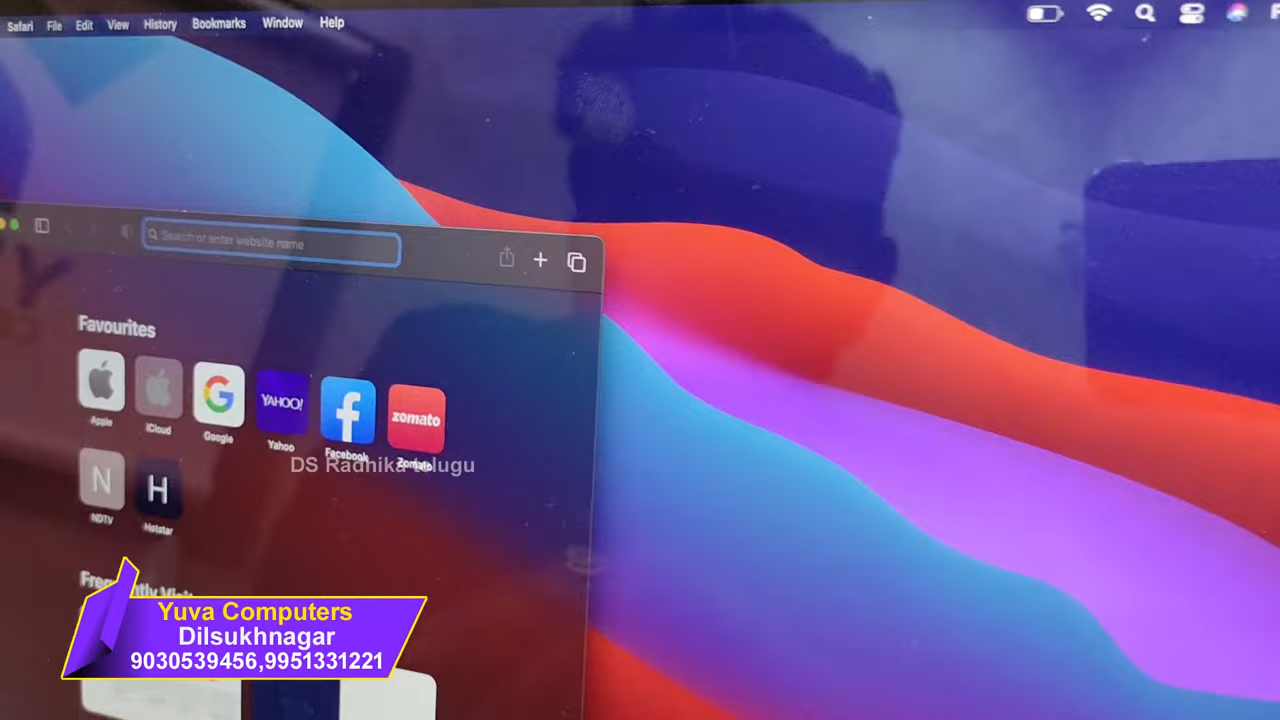 Safari File Edit View History Bookmarks Window Help
Search or enter website name
Favourites
YAHOO!
zomato
Apple iCloud Google Yahoo Facebook Zomato
DS Radhika telugu
N H
NDTV Hotstar
Yuva Computers
Dilsukhnagar
9030539456,9951331221